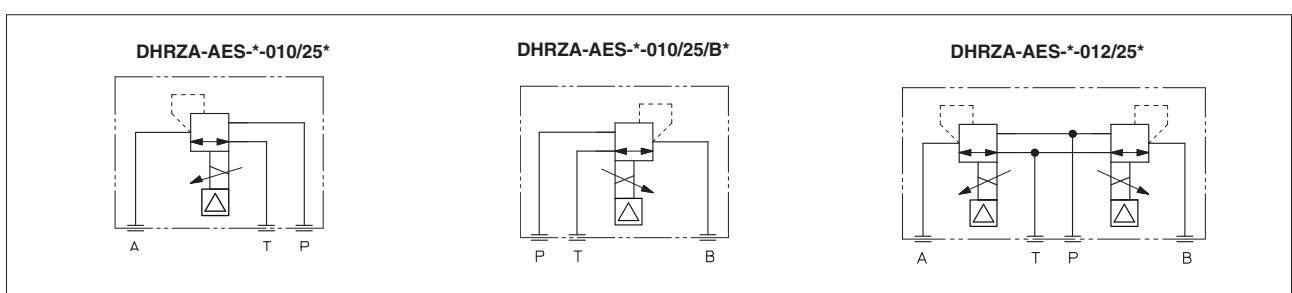 DHRZA-AES-*-010/25*
DHRZA-AES-*-010/25/B*
DHRZA-AES-*-012/25*
A T P
P T B
A T P B